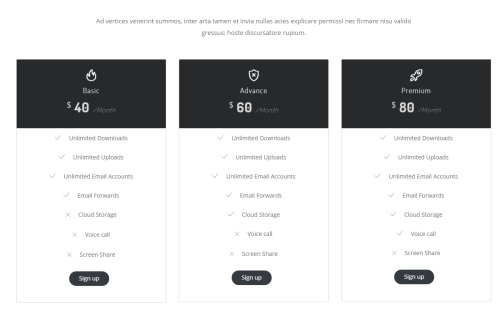 Ad vertices venerint summos, inter arta tamen et invia nullas acies explicare permissi nec firmare nisu valido
gressus: hoste discursatore rupium.
Basic
$ 40 /Month
Unlimited Downloads
Unlimited Uploads
Unlimited Email Accounts
Email Forwards
Cloud Storage
Voice call
Screen Share
Sign up
Advance
$ 60 /Month
Unlimited Downloads
Unlimited Uploads
Unlimited Email Accounts
Email Forwards
Cloud Storage
Voice call
Screen Share
Sign up
Premium
$ 80 /Month
Unlimited Downloads
Unlimited Uploads
Unlimited Email Accounts
Email Forwards
Cloud Storage
Voice call
Screen Share
Sign up